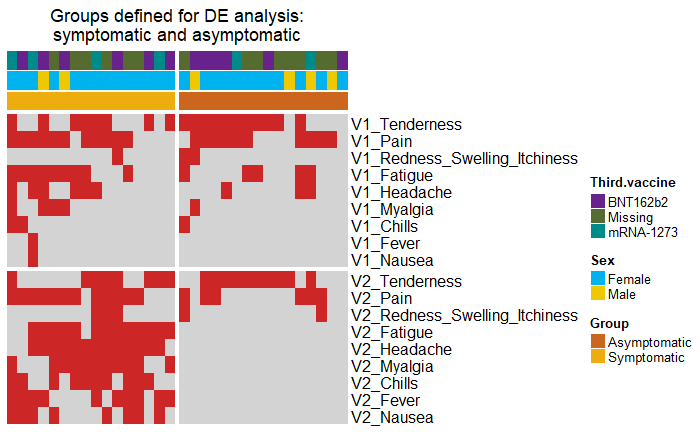 Groups defined for DE analysis:
symptomatic and asymptomatic
V1_Tenderness
V1_Pain
V1_Redness_Swelling_Itchiness
V1_Fatigue
V1_Headache
V1_Myalgia
V1_Chills
V1_Fever
V1_Nausea
V2_Tenderness
V2_Pain
V2_Redness_Swelling_Itchiness
V2_Fatigue
V2_Headache
V2_Myalgia
V2_Chills
V2_Fever
V2_Nausea
Third.vaccine
BNT162b2
Missing
mRNA-1273
Sex
Female
Male
Group
Asymptomatic
Symptomatic